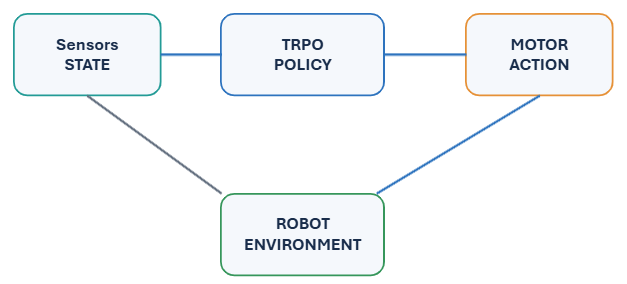 Sensors
STATE
TRPO
POLICY
MOTOR
ACTION
ROBOT
ENVIRONMENT